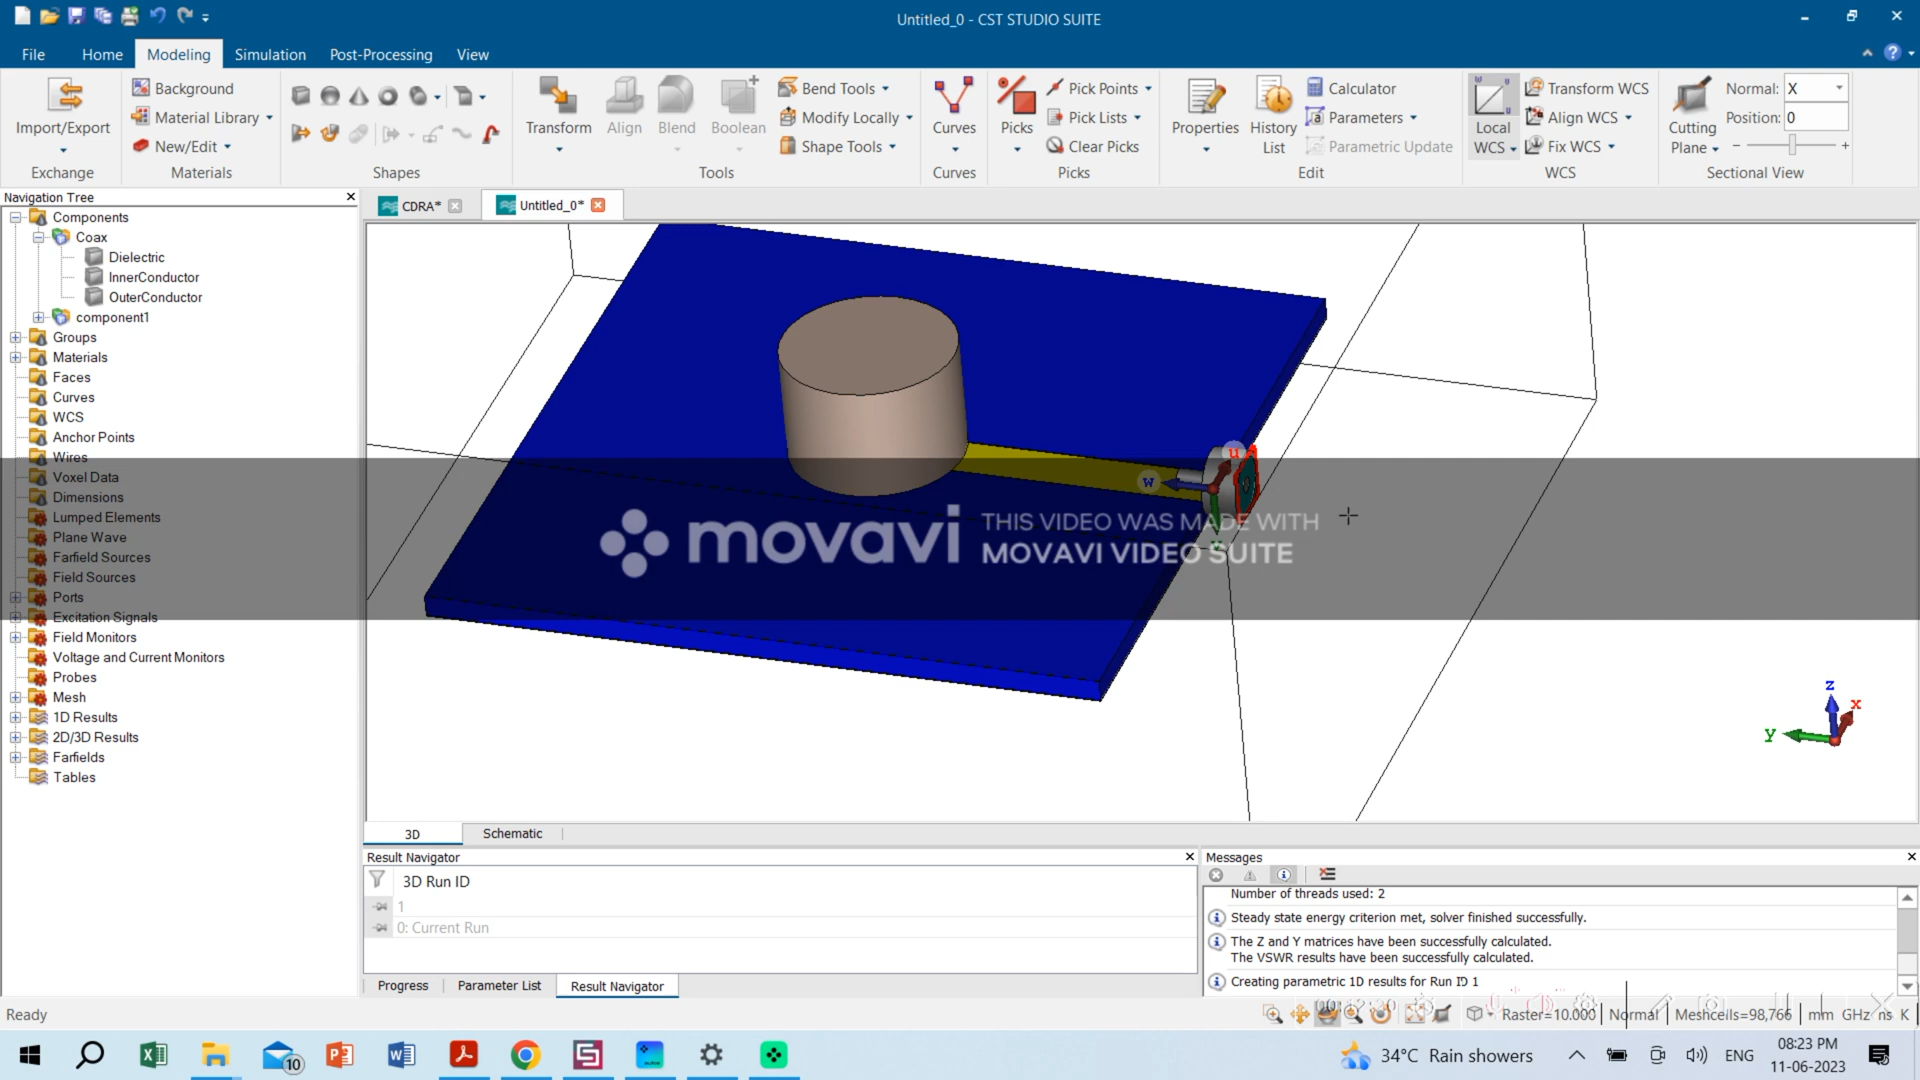 Untitled_0 - CST STUDIO SUITE
File Home Modeling Simulation Post-Processing View
Import/Export
Exchange
Background
Material Library
New/Edit
Materials
Shapes
Transform Align Blend Boolean
Bend Tools
Modify Locally
Shape Tools
Tools
Curves
Curves
Picks
Pick Points
Pick Lists
Clear Picks
Picks
Properties History List
Calculator
Parameters
Parametric Update
Edit
Local WCS
Transform WCS
Align WCS
Fix WCS
WCS
Cutting Plane
Normal: X
Position: 0
Sectional View
Navigation Tree
CDRA* Untitled_0*
Components
Coax
Dielectric
InnerConductor
OuterConductor
component1
Groups
Materials
Faces
Curves
WCS
Anchor Points
Wires
Voxel Data
Dimensions
Lumped Elements
Plane Wave
Farfield Sources
Field Sources
Ports
Excitation Signals
Field Monitors
Voltage and Current Monitors
Probes
Mesh
1D Results
2D/3D Results
Farfields
Tables
u
w
movavi
THIS VIDEO WAS MADE WITH
MOVAVI VIDEO SUITE
z
x
y
3D Schematic
Result Navigator
3D Run ID
1
0: Current Run
Progress Parameter List Result Navigator
Messages
Number of threads used: 2
Steady state energy criterion met, solver finished successfully.
The Z and Y matrices have been successfully calculated.
The VSWR results have been successfully calculated.
Creating parametric 1D results for Run ID 1
Ready
Raster=10.000 Normal Meshcells=98,766 mm GHz ns K
10
34°C Rain showers
ENG
08:23 PM
11-06-2023